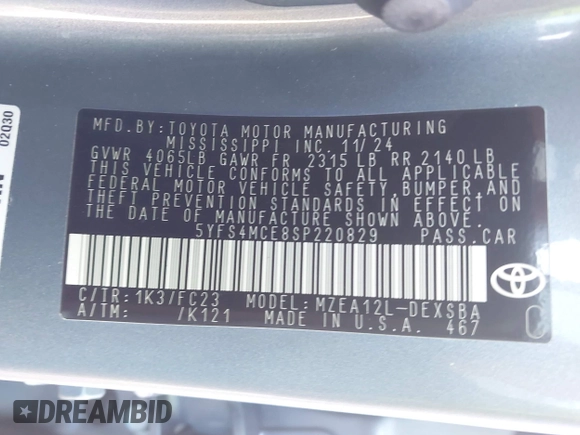 MFD. BY: TOYOTA MOTOR MANUFACTURING
MISSISSIPPI INC. 11/24
GVWR 4065LB GAWR FR 2315 LB RR 2140 LB
THIS VEHICLE CONFORMS TO ALL APPLICABLE
FEDERAL MOTOR VEHICLE SAFETY, BUMPER, AND
THEFT PREVENTION STANDARDS IN EFFECT ON
THE DATE OF MANUFACTURE SHOWN ABOVE.
5YFS4MCE8SP220829 PASS. CAR
C/TR: 1K3/FC23 MODEL: MZEA12L-DEXSBA
A/TM: /K121 MADE IN U.S.A. 467
02Q30
DREAMBID